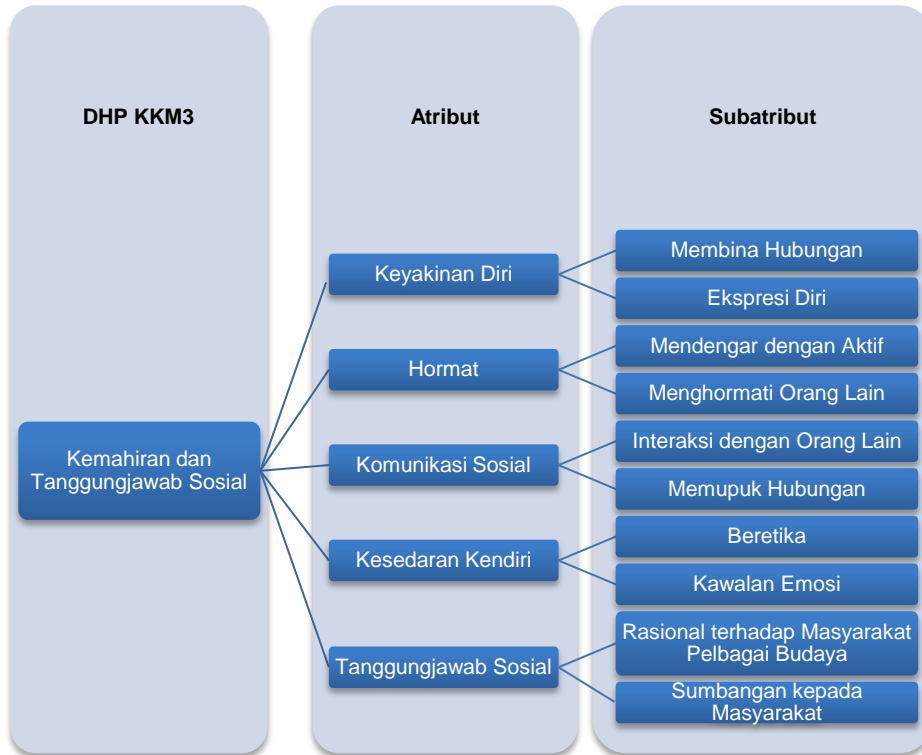 DHP KKM3
Atribut
Subatribut
Kemahiran dan
Tanggungjawab Sosial
Keyakinan Diri
Membina Hubungan
Ekspresi Diri
Hormat
Mendengar dengan Aktif
Menghormati Orang Lain
Komunikasi Sosial
Interaksi dengan Orang Lain
Memupuk Hubungan
Kesedaran Kendiri
Beretika
Kawalan Emosi
Tanggungjawab Sosial
Rasional terhadap Masyarakat
Pelbagai Budaya
Sumbangan kepada
Masyarakat